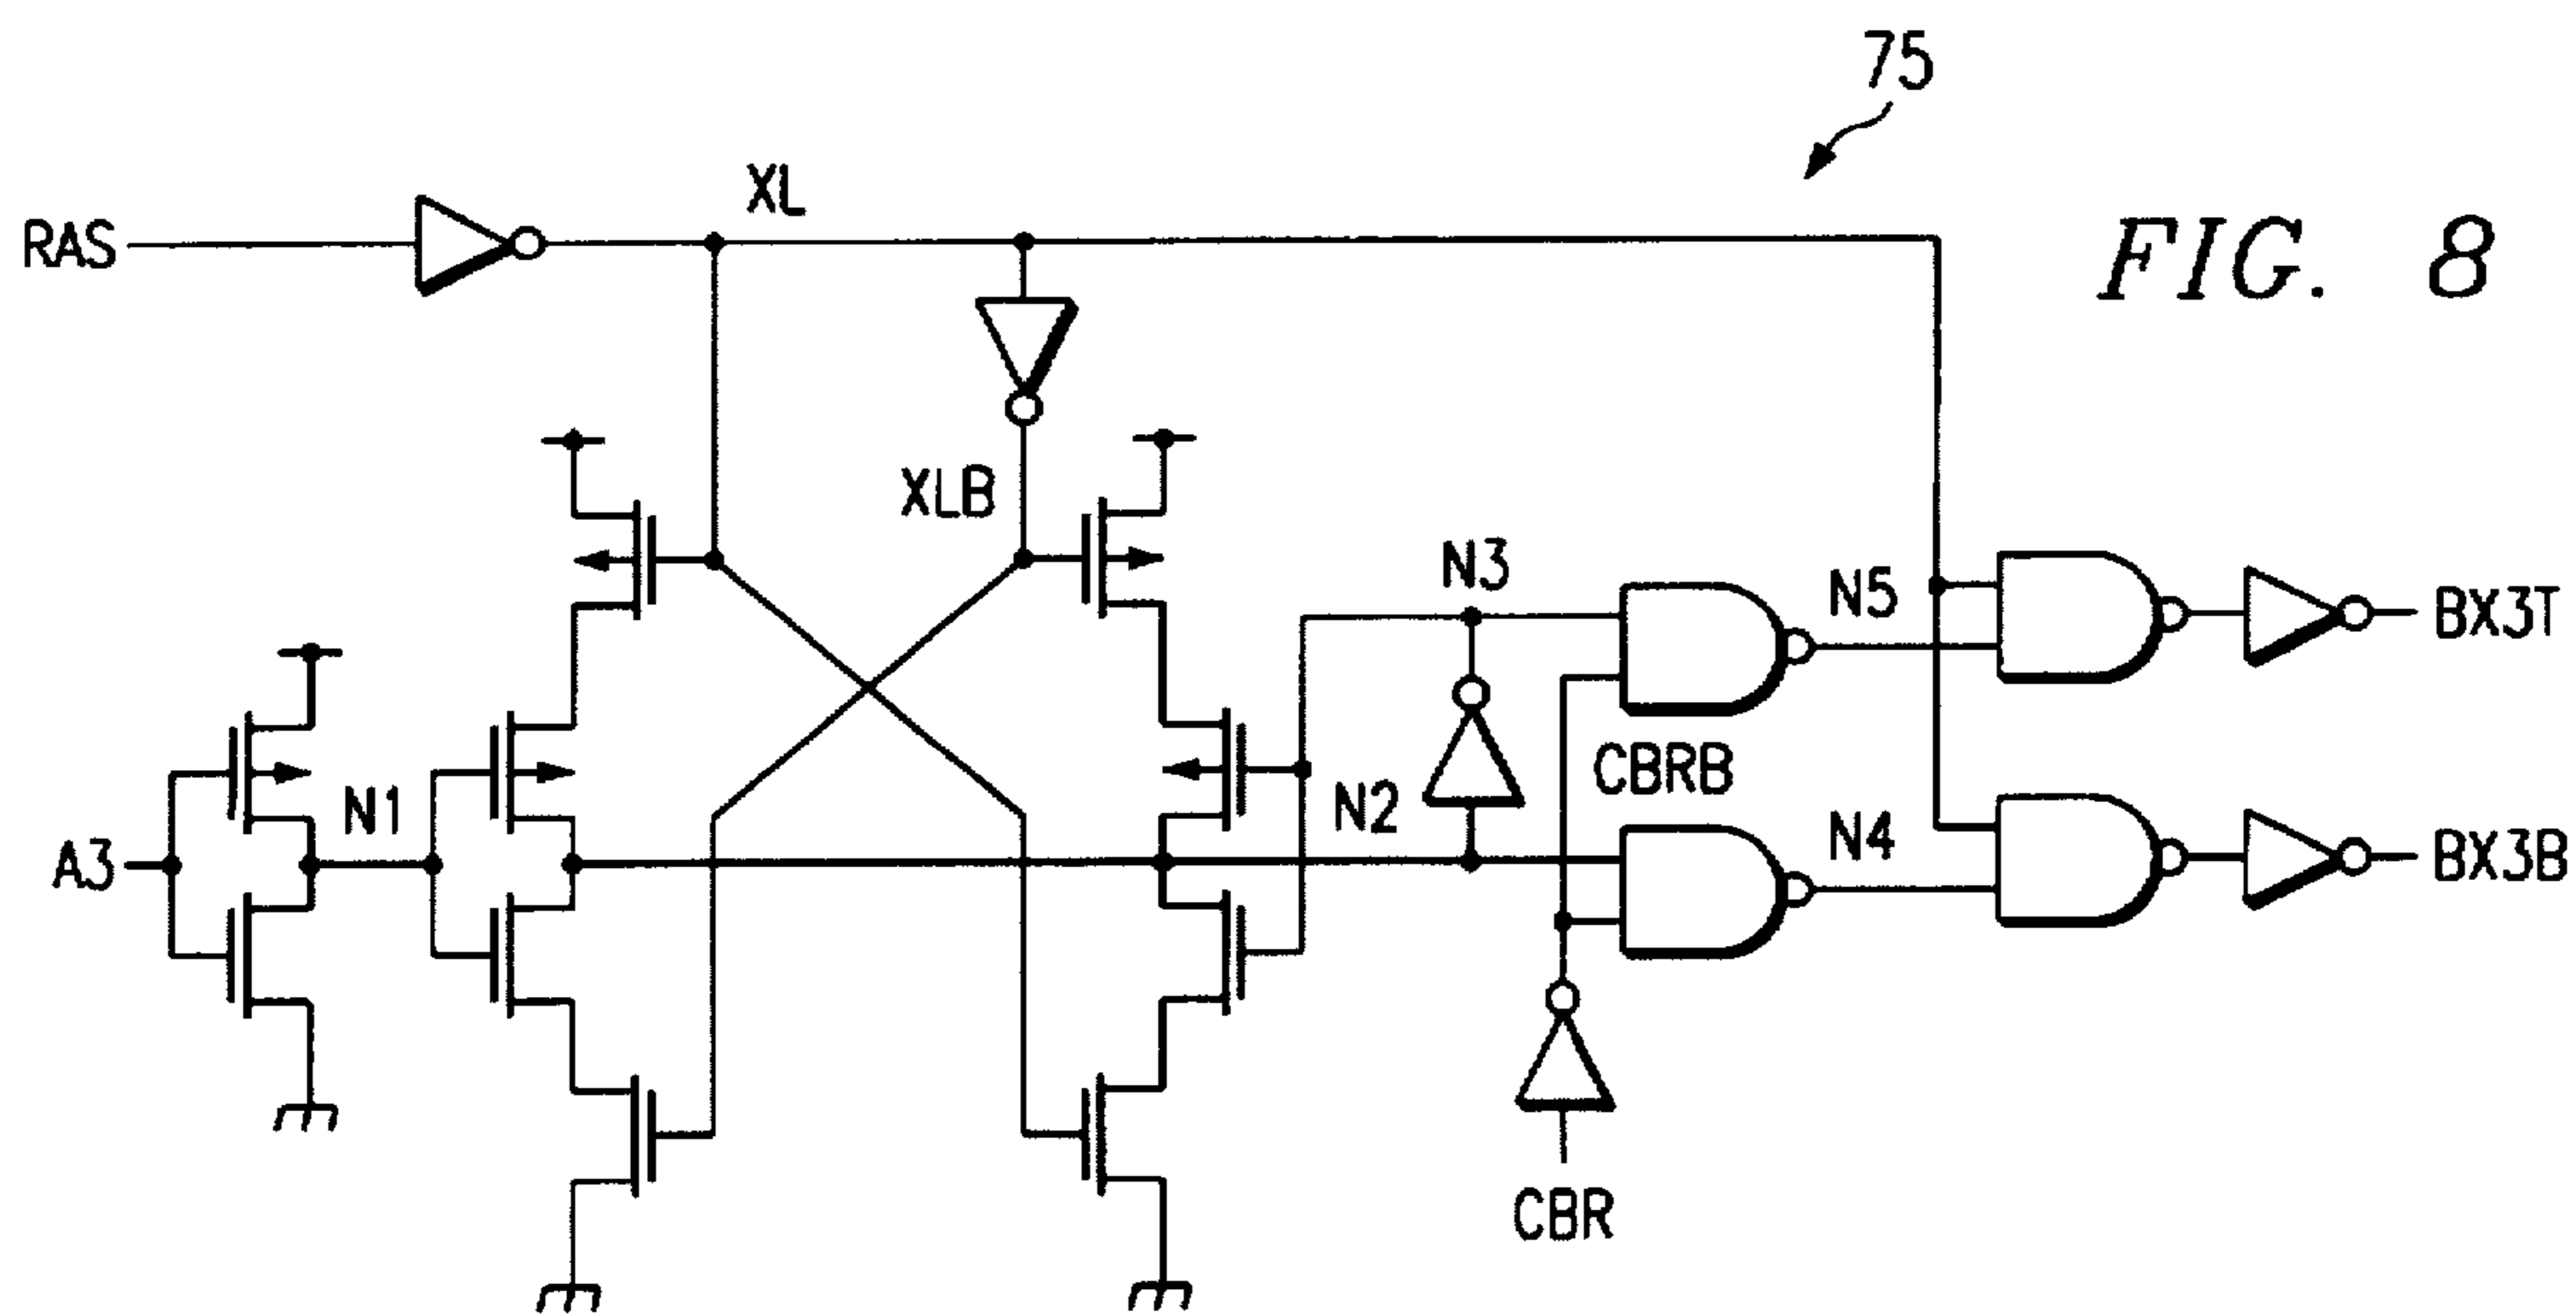 75
FIG. 8
RAS
XL
XLB
N3
N5
BX3T
CBRB
N1
N2
N4
A3
BX3B
CBR